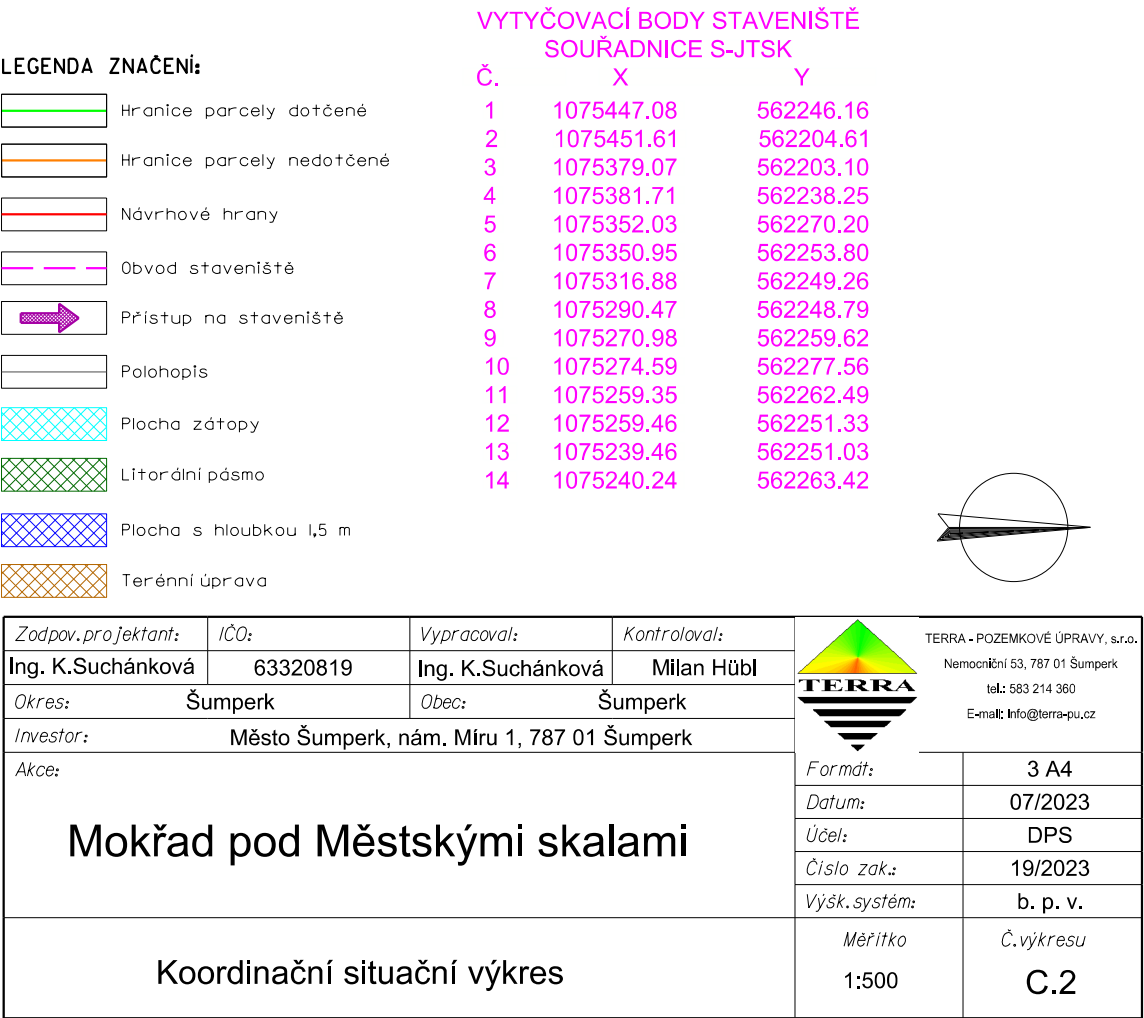 VYTYČOVACÍ BODY STAVENIŠTĚ
SOUŘADNICE S-JTSK
Č. X Y
1 1075447.08 562246.16
2 1075451.61 562204.61
3 1075379.07 562203.10
4 1075381.71 562238.25
5 1075352.03 562270.20
6 1075350.95 562253.80
7 1075316.88 562249.26
8 1075290.47 562248.79
9 1075270.98 562259.62
10 1075274.59 562277.56
11 1075259.35 562262.49
12 1075259.46 562251.33
13 1075239.46 562251.03
14 1075240.24 562263.42
LEGENDA ZNAČENÍ:
Hranice parcely dotčené
Hranice parcely nedotčené
Návrhové hrany
Obvod staveniště
Přístup na staveniště
Polohopis
Plocha zátopy
Litorální pásmo
Plocha s hloubkou 1,5 m
Terénní úprava
Zodpov.projektant: IČO: Vypracoval: Kontroloval:
Ing. K.Suchánková 63320819 Ing. K.Suchánková Milan Hübl
Okres: Šumperk Obec: Šumperk
Investor: Město Šumperk, nám. Míru 1, 787 01 Šumperk
Akce:
Mokřad pod Městskými skalami
Koordinační situační výkres
TERRA
TERRA - POZEMKOVÉ ÚPRAVY, s.r.o.
Nemocniční 53, 787 01 Šumperk
tel.: 583 214 360
E-mail: Info@terra-pu.cz
Formát: 3 A4
Datum: 07/2023
Účel: DPS
Číslo zak.: 19/2023
Výšk.systém: b. p. v.
Měřítko Č.výkresu
1:500 C.2